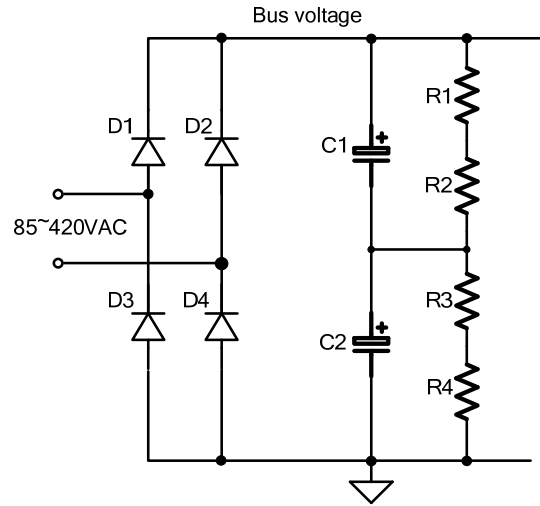 Bus voltage
D1
D2
C1
R1
R2
85~420VAC
D3
D4
C2
R3
R4